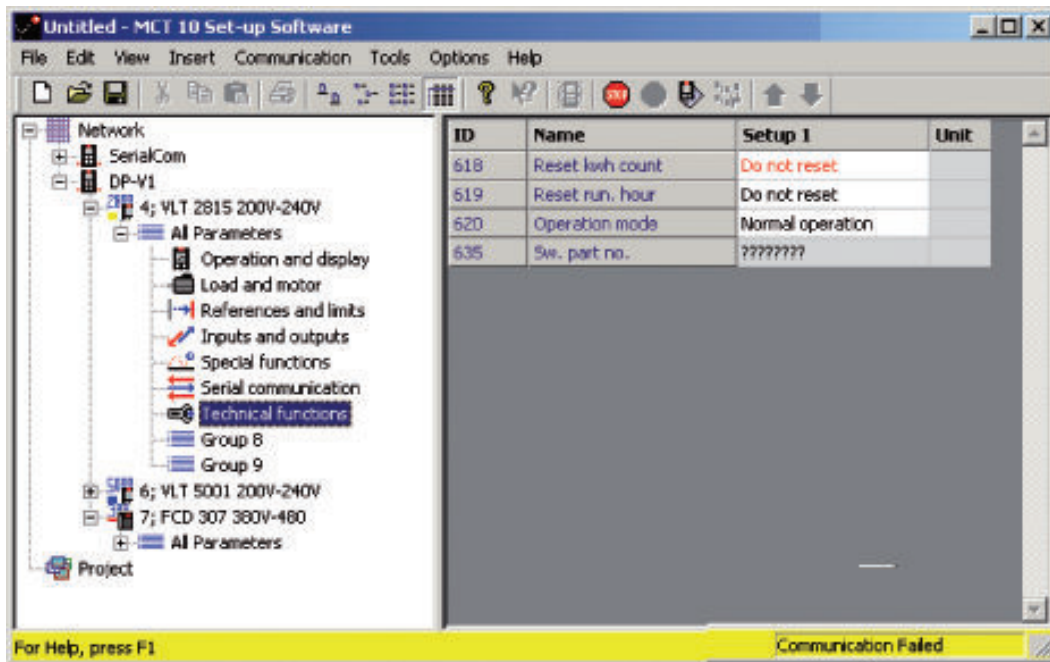 Untitled - MCT 10 Set-up Software
File Edit View Insert Communication Tools Options Help
STOP
Network
SerialCom
DP-V1
4; VLT 2815 200V-240V
All Parameters
Operation and display
Load and motor
References and limits
Inputs and outputs
Special functions
Serial communication
Technical functions
Group 8
Group 9
6; VLT 5001 200V-240V
7; FCD 307 380V-480
All Parameters
Project
ID Name Setup 1 Unit
618 Reset kwh count Do not reset
619 Reset run. hour Do not reset
620 Operation mode Normal operation
635 Sw. part no. ????????
For Help, press F1
Communication Failed